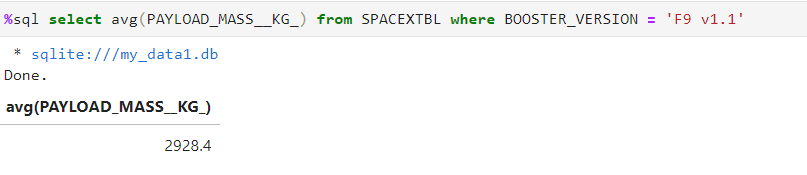 %sql select avg(PAYLOAD_MASS__KG_) from SPACEXTBL where BOOSTER_VERSION = 'F9 v1.1'
* sqlite:///my_data1.db
Done.
avg(PAYLOAD_MASS__KG_)
2928.4